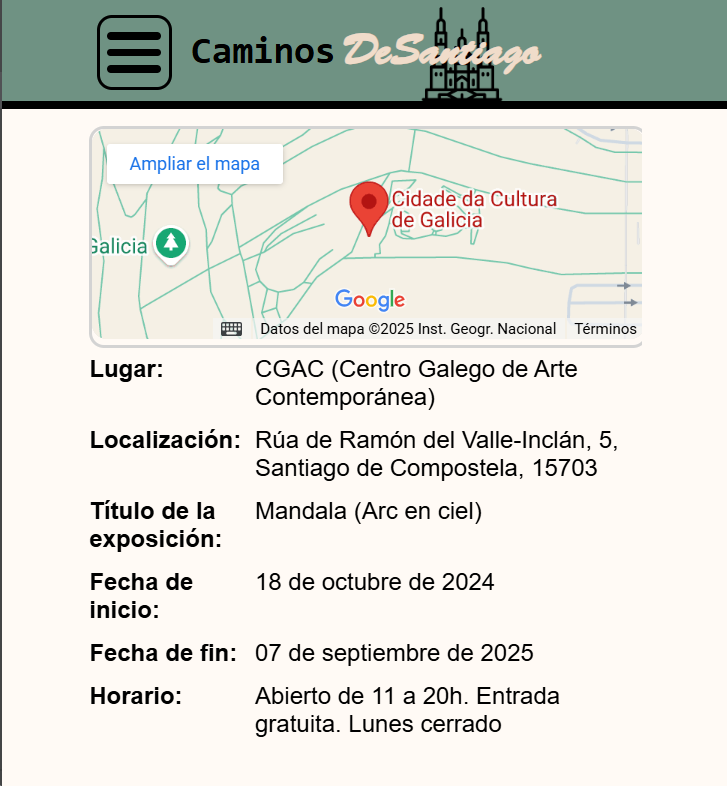 Caminos DeSantiago
Ampliar el mapa
Cidade da Cultura
de Galicia
Galicia
Google
Datos del mapa ©2025 Inst. Geogr. Nacional Términos
Lugar: CGAC (Centro Galego de Arte
Contemporánea)
Localización: Rúa de Ramón del Valle-Inclán, 5,
Santiago de Compostela, 15703
Título de la
exposición: Mandala (Arc en ciel)
Fecha de
inicio: 18 de octubre de 2024
Fecha de fin: 07 de septiembre de 2025
Horario: Abierto de 11 a 20h. Entrada
gratuita. Lunes cerrado